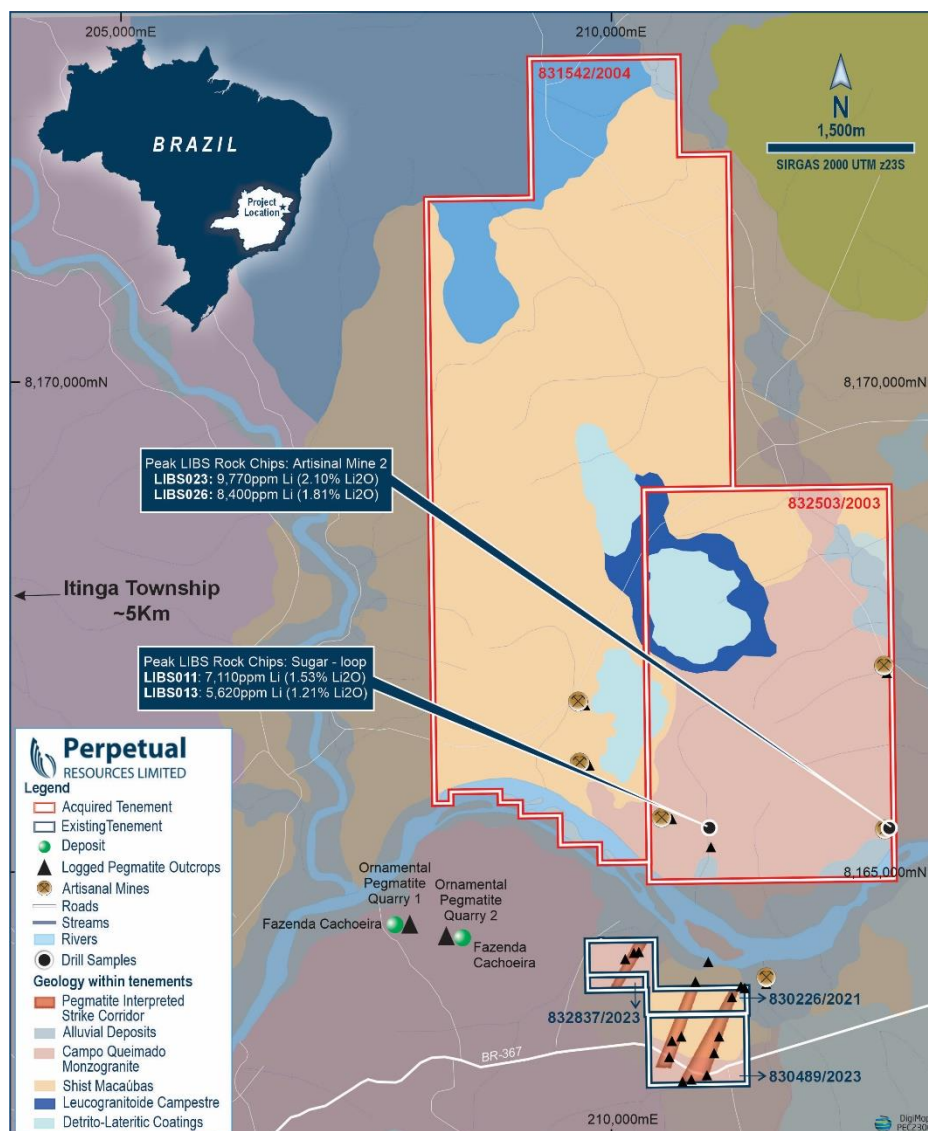 205,000mE
210,000mE
831542/2004
N
1,500m
SIRGAS 2000 UTM z23S
BRAZIL
Project
Location
8,170,000mN
8,170,000mN
Peak LIBS Rock Chips: Artisinal Mine 2
LIBS023: 9,770ppm Li (2.10% Li2O)
LIBS026: 8,400ppm Li (1.81% Li2O)
832503/2003
Itinga Township
~5Km
Peak LIBS Rock Chips: Sugar - loop
LIBS011: 7,110ppm Li (1.53% Li2O)
LIBS013: 5,620ppm Li (1.21% Li2O)
Perpetual
RESOURCES LIMITED
Legend
Acquired Tenement
ExistingTenement
Deposit
Logged Pegmatite Outcrops
Artisanal Mines
Roads
Streams
Rivers
Drill Samples
Geology within tenements
Pegmatite Interpreted
Strike Corridor
Alluvial Deposits
Campo Queimado
Monzogranite
Shist Macaúbas
Leucogranitoide Campestre
Detrito-Lateritic Coatings
8,165,000mN
Ornamental
Pegmatite
Quarry 1
Ornamental
Pegmatite
Quarry 2
Fazenda Cachoeira
Fazenda
Cachoeira
832837/2023
830226/2021
BR-367
830489/2023
210,000mE
DigiMap